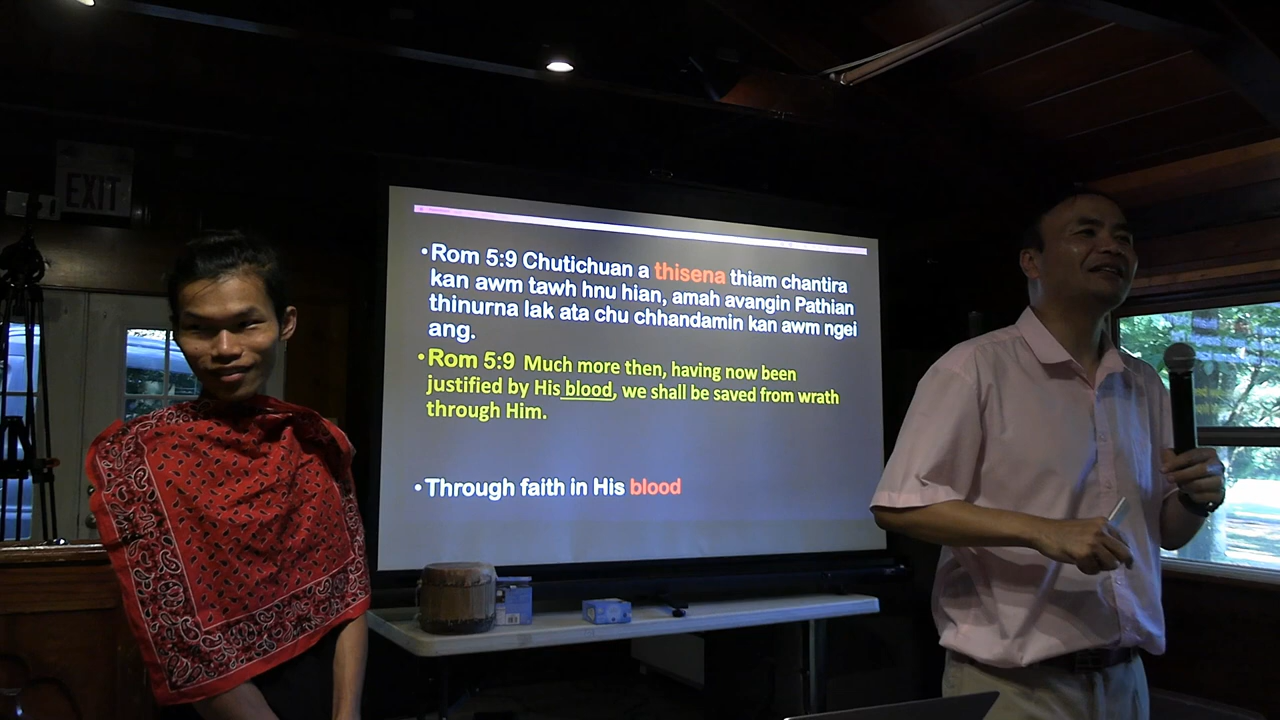 EXIT
•Rom 5:9 Chutichuan a thisena thiam chantira
kan awm tawh hnu hian, amah avangin Pathian
thinurna lak ata chu chhandamin kan awm ngei
ang.
•Rom 5:9 Much more then, having now been
justified by His blood, we shall be saved from wrath
through Him.
•Through faith in His blood